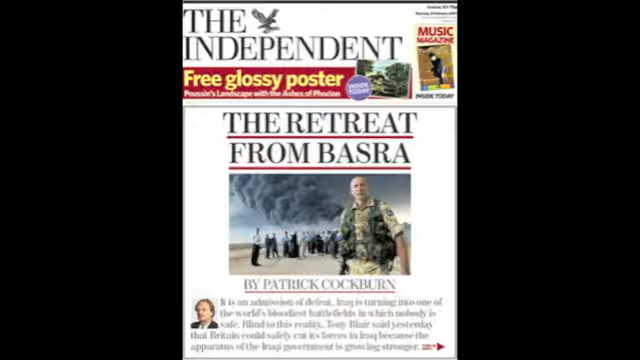 THE
INDEPENDENT
MUSIC
MAGAZINE
INSIDE TODAY
Free glossy poster
Poussin's Landscape with the Ashes of Phocion
INSIDE
TODAY
THE RETREAT
FROM BASRA
BY PATRICK COCKBURN
It is an admission of defeat. Iraq is turning into one of
the world's bloodiest battlefields in which nobody is
safe. Blind to this reality, Tony Blair said yesterday
that Britain could safely cut its forces in Iraq because the
apparatus of the Iraqi government is growing stronger.